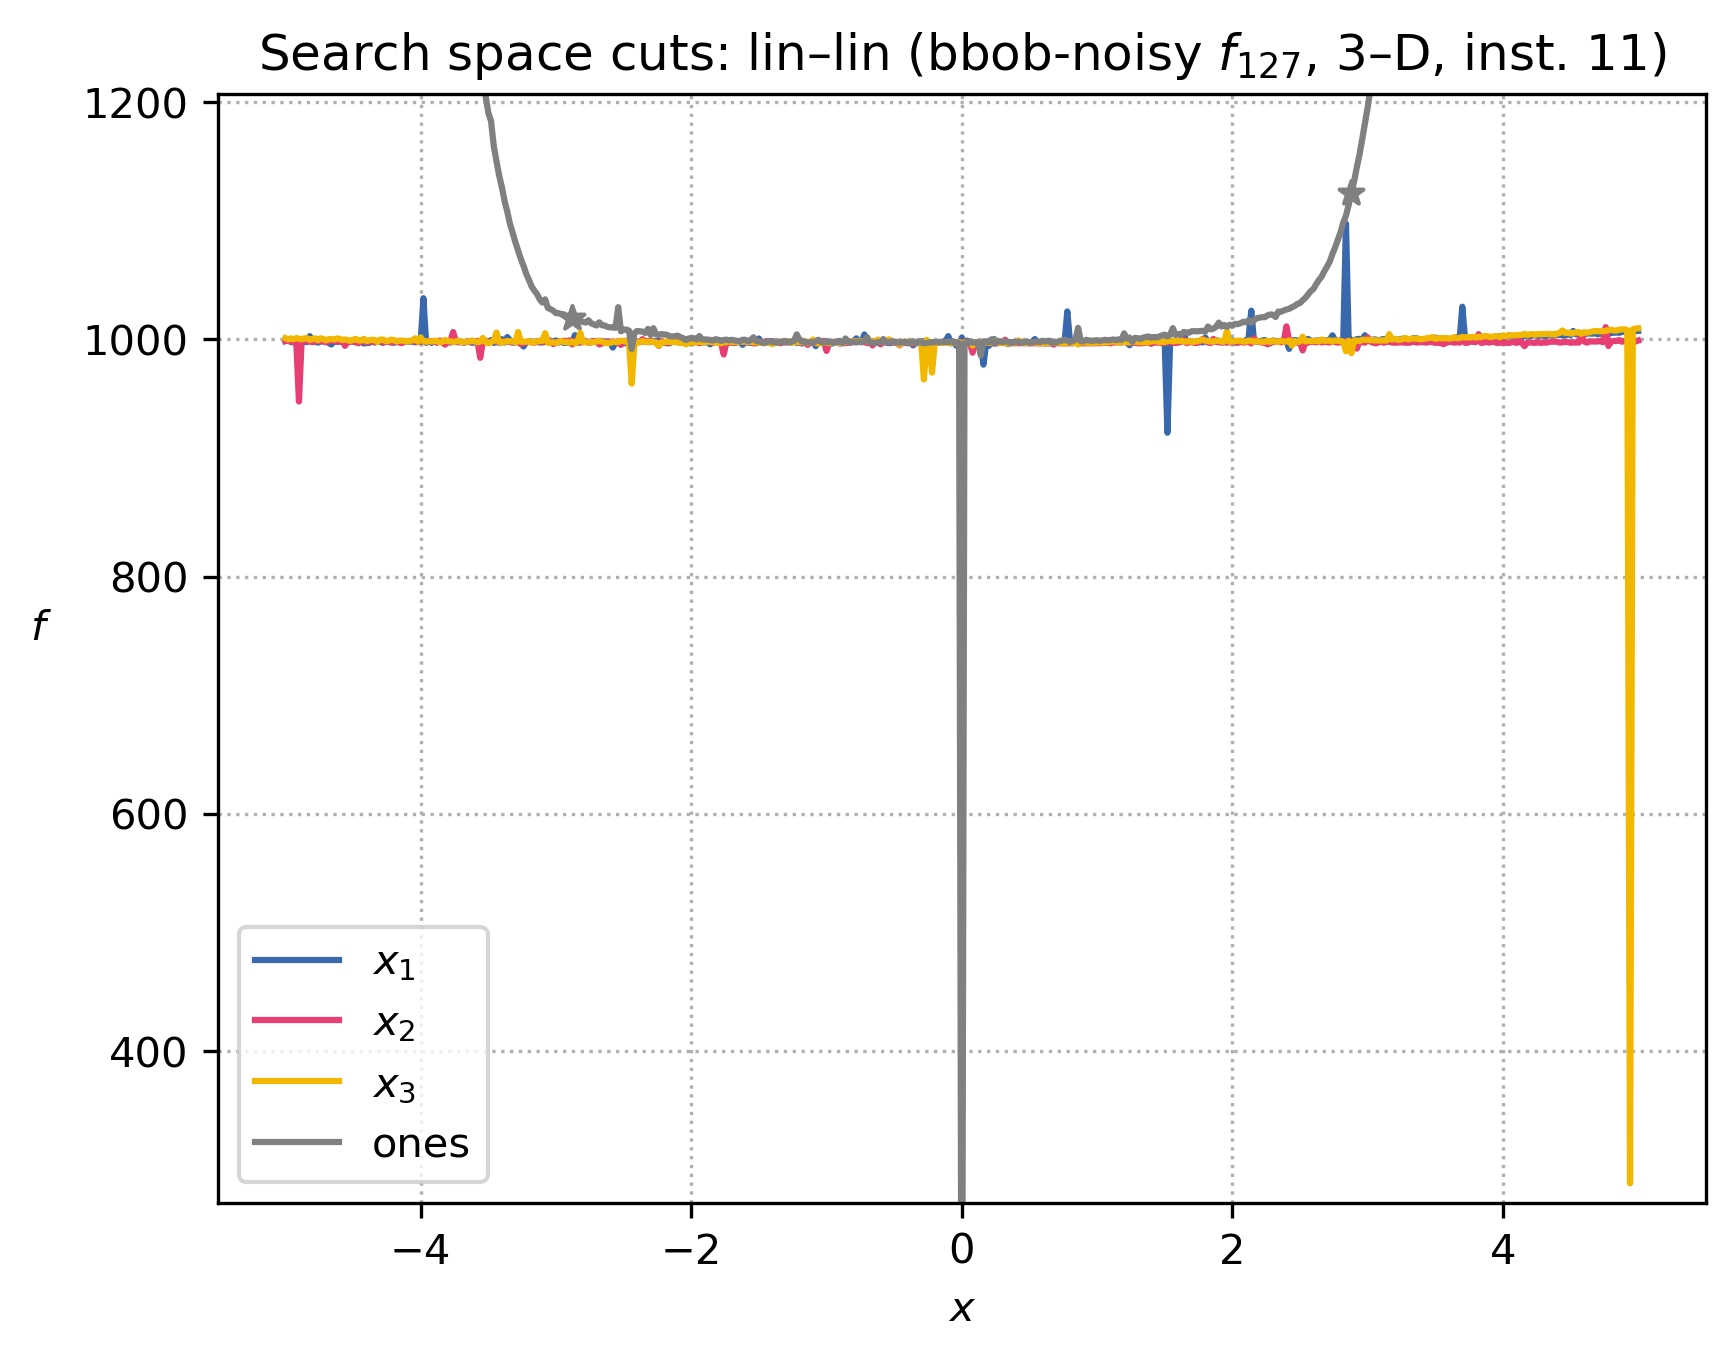 Search space cuts: lin–lin (bbob-noisy f₁₂₇, 3–D, inst. 11)
1200
1000
800
600
400
f
x₁
x₂
x₃
ones
−4
−2
0
2
4
x